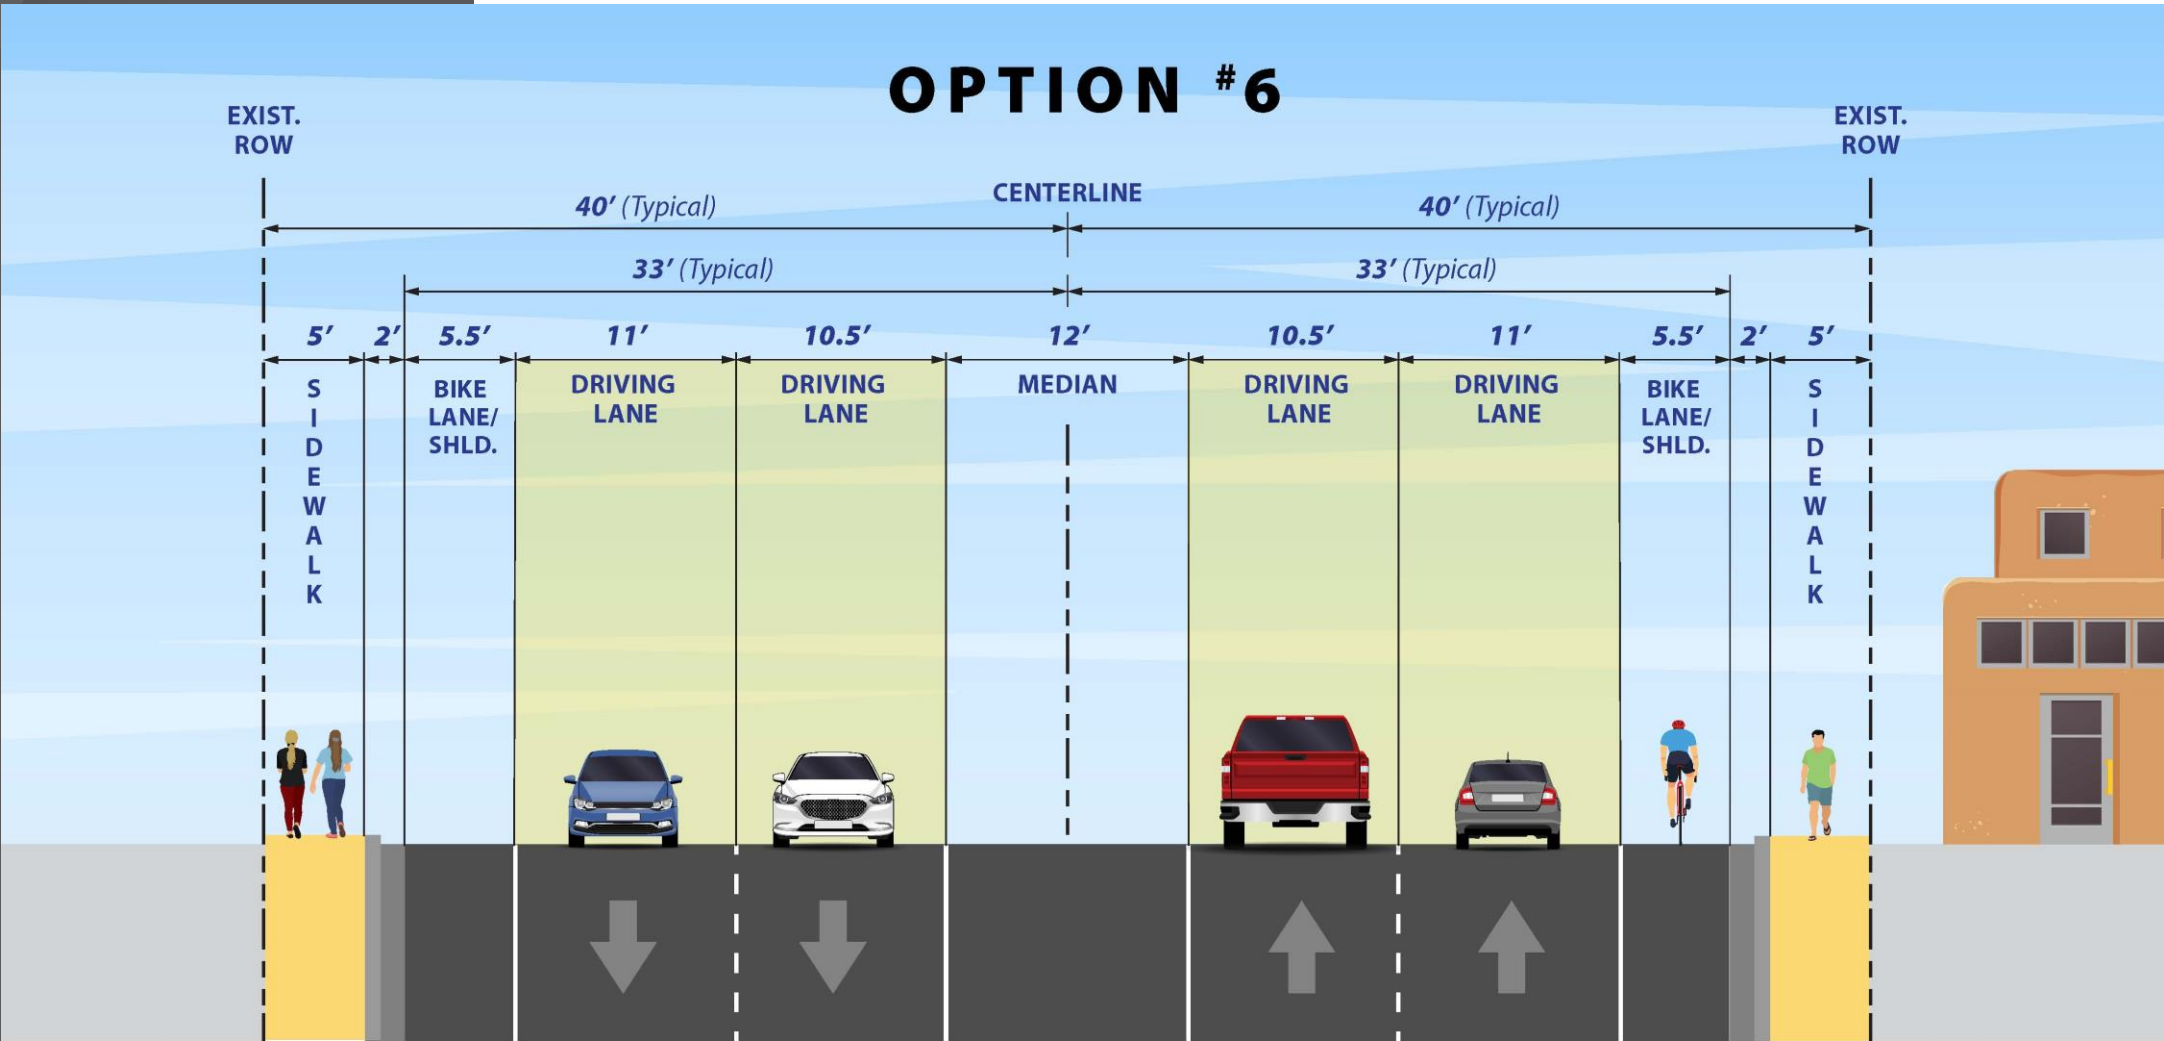 OPTION #6
EXIST.
ROW
EXIST.
ROW
CENTERLINE
40' (Typical)
40' (Typical)
33' (Typical)
33' (Typical)
5'
2'
5.5'
11'
10.5'
12'
10.5'
11'
5.5'
2'
5'
SIDEWALK
BIKE
LANE/
SHLD.
DRIVING
LANE
DRIVING
LANE
MEDIAN
DRIVING
LANE
DRIVING
LANE
BIKE
LANE/
SHLD.
SIDEWALK